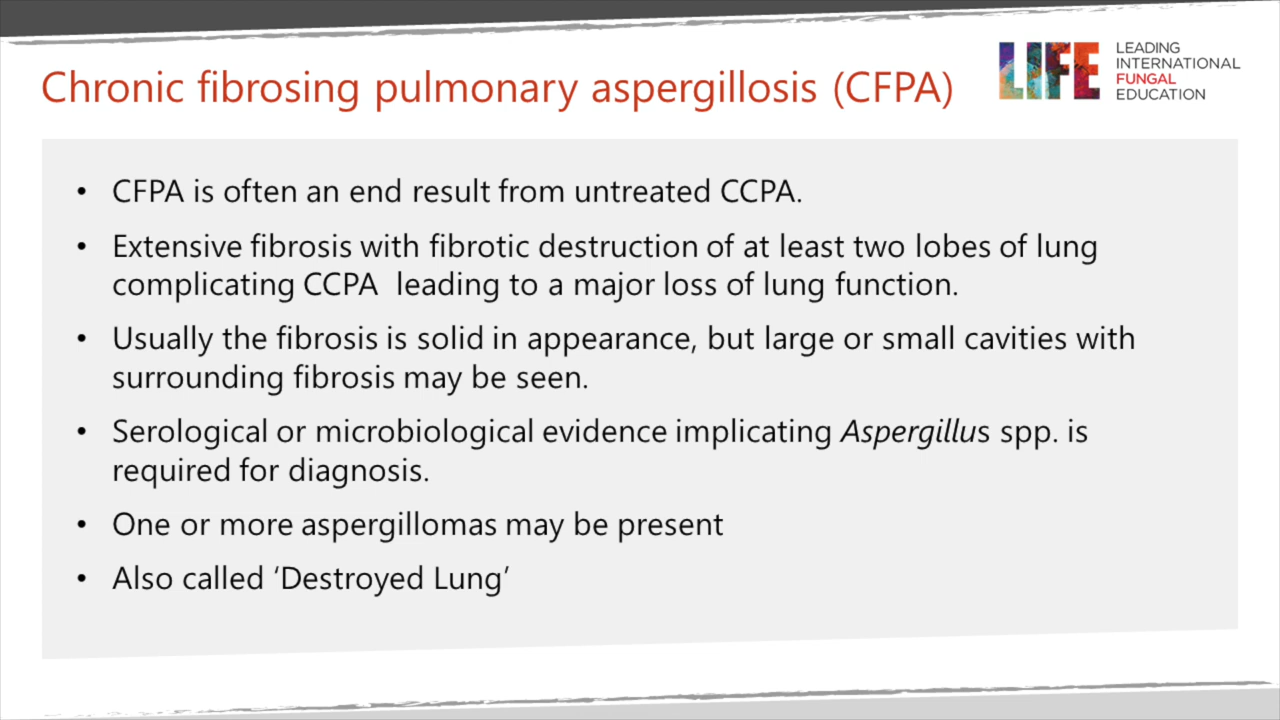 Chronic fibrosing pulmonary aspergillosis (CFPA)
LIFE
LEADING
INTERNATIONAL
FUNGAL
EDUCATION
• CFPA is often an end result from untreated CCPA.
• Extensive fibrosis with fibrotic destruction of at least two lobes of lung
complicating CCPA  leading to a major loss of lung function.
• Usually the fibrosis is solid in appearance, but large or small cavities with
surrounding fibrosis may be seen.
• Serological or microbiological evidence implicating Aspergillus spp. is
required for diagnosis.
• One or more aspergillomas may be present
• Also called ‘Destroyed Lung’